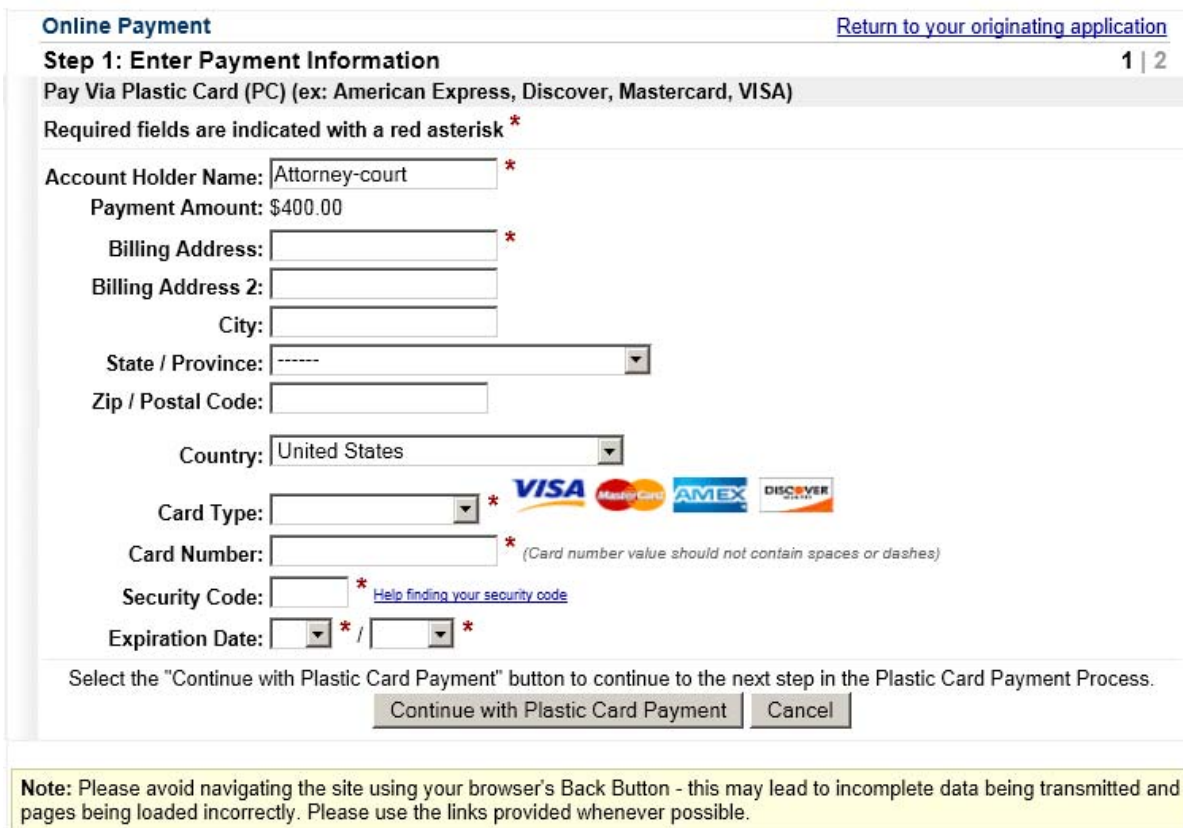 Online Payment Return to your originating application
Step 1: Enter Payment Information 1 | 2
Pay Via Plastic Card (PC) (ex: American Express, Discover, Mastercard, VISA)
Required fields are indicated with a red asterisk *
Account Holder Name: Attorney-court *
Payment Amount: $400.00
Billing Address: *
Billing Address 2:
City:
State / Province: ------
Zip / Postal Code:
Country: United States
Card Type: * VISA MasterCard AMEX DISCOVER
Card Number: * (Card number value should not contain spaces or dashes)
Security Code: * Help finding your security code
Expiration Date: * / *
Select the "Continue with Plastic Card Payment" button to continue to the next step in the Plastic Card Payment Process.
Continue with Plastic Card Payment Cancel
Note: Please avoid navigating the site using your browser's Back Button - this may lead to incomplete data being transmitted and
pages being loaded incorrectly. Please use the links provided whenever possible.